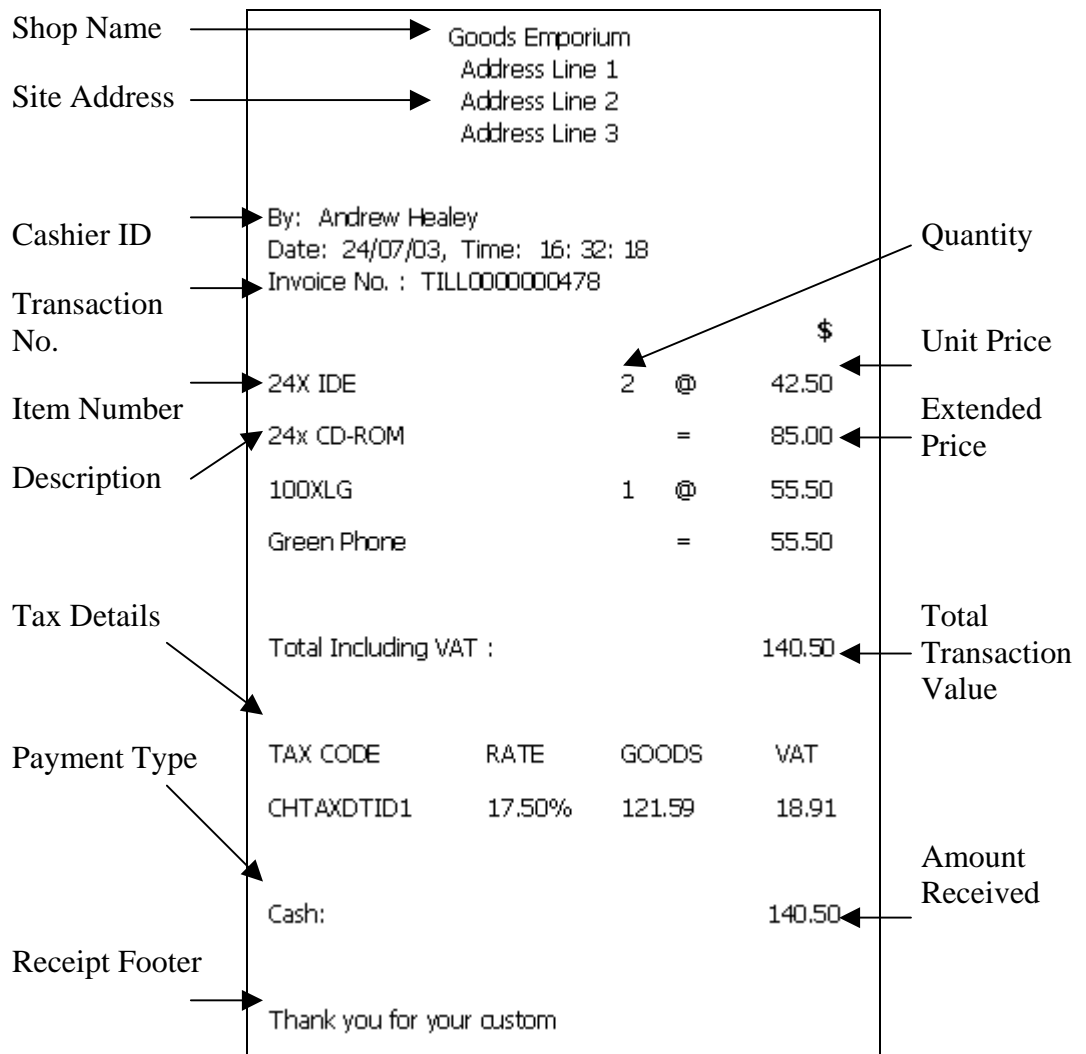 Shop Name
Goods Emporium
Address Line 1
Site Address
Address Line 2
Address Line 3
Cashier ID
By: Andrew Healey
Date: 24/07/03, Time: 16: 32: 18
Quantity
Transaction
No.
Invoice No. : TILL0000000478
$
Unit Price
Item Number
24X IDE 2 @ 42.50
Extended
Price
Description
24x CD-ROM = 85.00
100XLG 1 @ 55.50
Green Phone = 55.50
Tax Details
Total
Transaction
Value
Total Including VAT : 140.50
Payment Type
TAX CODE RATE GOODS VAT
CHTAXDTID1 17.50% 121.59 18.91
Amount
Received
Cash: 140.50
Receipt Footer
Thank you for your custom